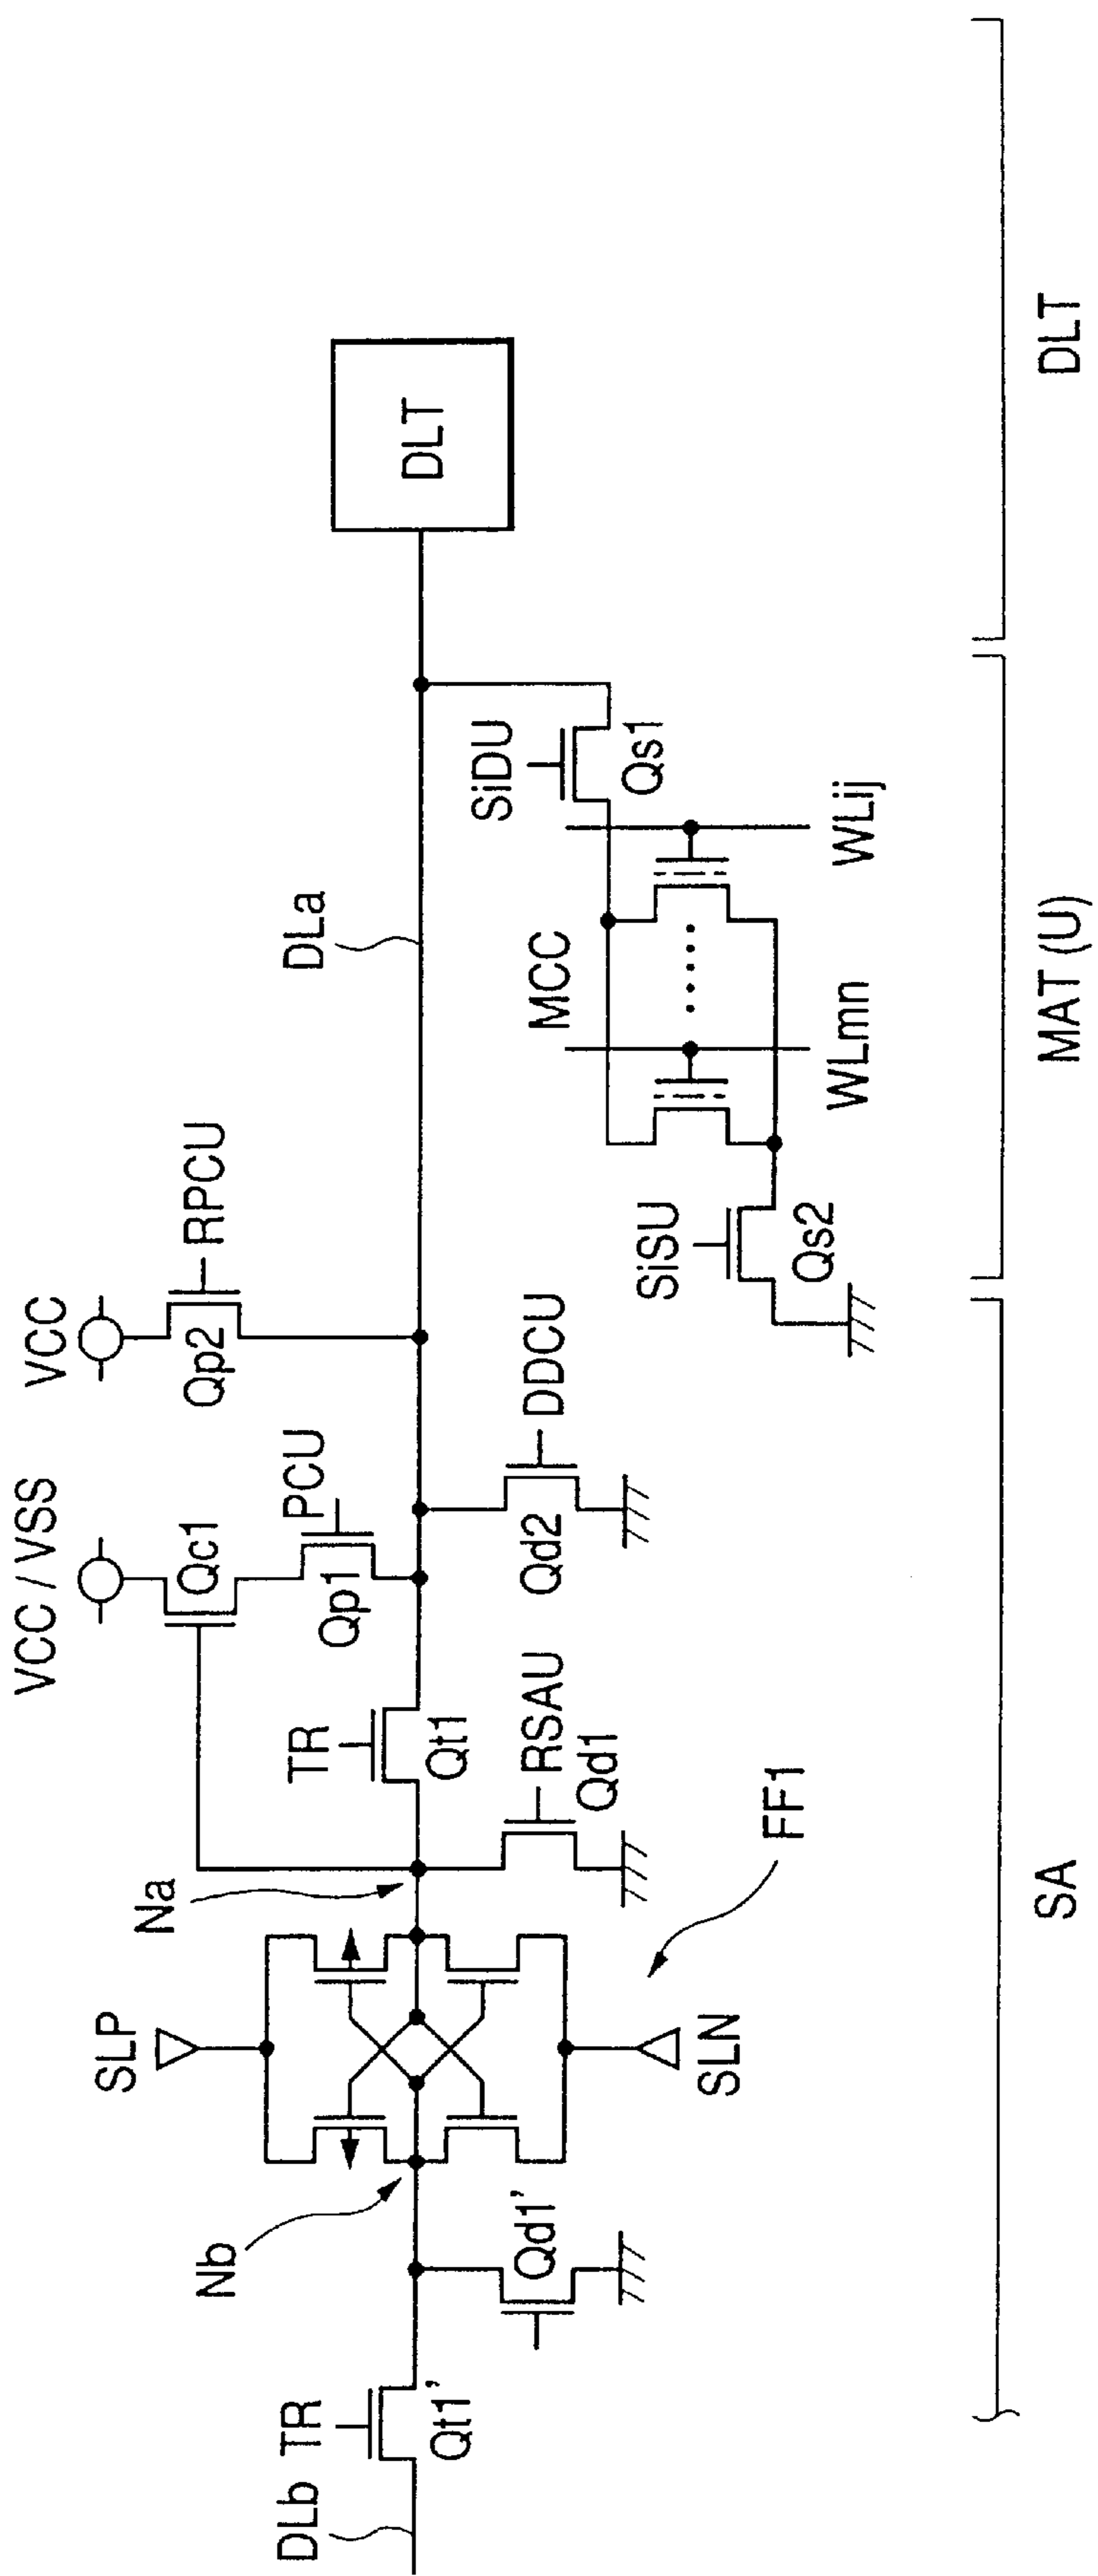 VCC / VSS
VCC
Qc1
PCU
Qp1
Qp2
RPCU
SLP
Na
TR
Qt1
DLa
DLT
Nb
DLb
TR
Qt1’
Qd1’
SLN
FF1
RSAU
Qd1
Qd2
DDCU
SiSU
Qs2
MCC
WLmn
WLij
SiDU
Qs1
SA
MAT (U)
DLT